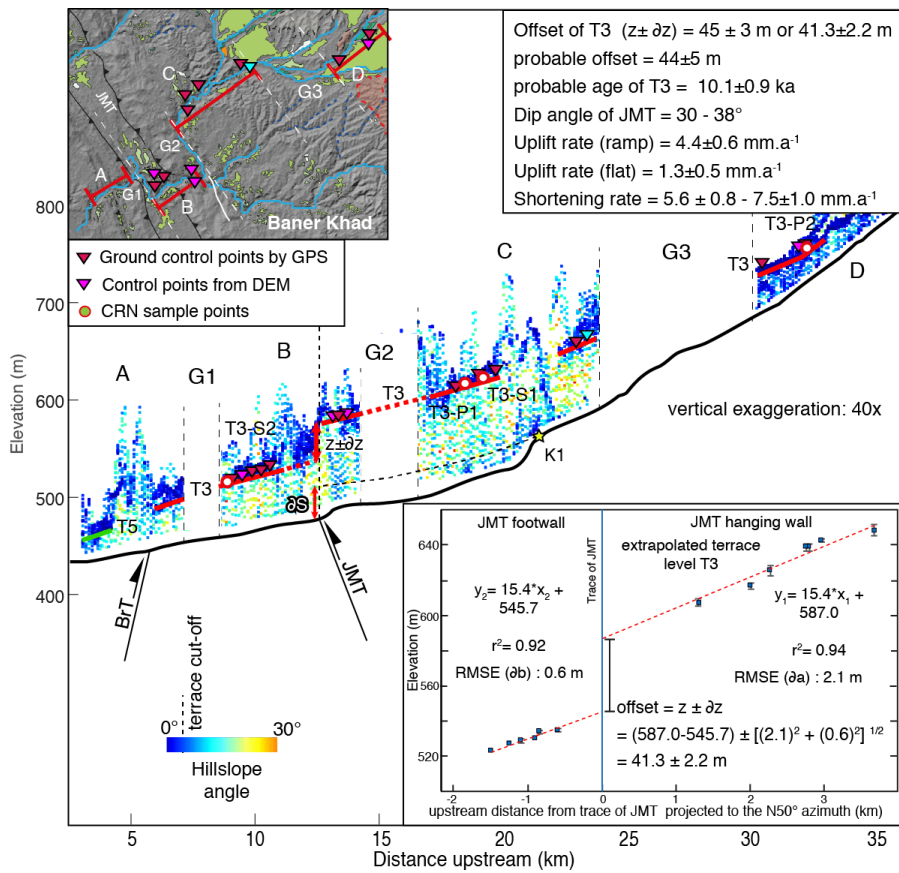 Offset of T3 (z± ∂z) = 45 ± 3 m or 41.3±2.2 m
probable offset = 44±5 m
probable age of T3 = 10.1±0.9 ka
Dip angle of JMT = 30 - 38°
Uplift rate (ramp) = 4.4±0.6 mm.a-1
Uplift rate (flat) = 1.3±0.5 mm.a-1
Shortening rate = 5.6 ± 0.8 - 7.5±1.0 mm.a-1
C
D
G3
JMT
G2
A
G1
B
Baner Khad
Ground control points by GPS
Control points from DEM
CRN sample points
800
700
600
500
400
Elevation (m)
A
G1
B
G2
C
G3
D
T3-P2
T3
T3
T3-P1
T3-S1
T3-S2
T3
T5
z±∂z
∂S
K1
vertical exaggeration: 40x
BrT
JMT
terrace cut-off
0°
30°
Hillslope
angle
JMT footwall
JMT hanging wall
Trace of JMT
extrapolated terrace
level T3
y2= 15.4*x2 +
545.7
y1= 15.4*x1 +
587.0
r2= 0.92
r2= 0.94
RMSE (∂b) : 0.6 m
RMSE (∂a) : 2.1 m
offset = z ± ∂z
= (587.0-545.7) ± [(2.1)2 + (0.6)2] 1/2
= 41.3 ± 2.2 m
640
600
560
520
Elevation (m)
-2
-1
0
1
2
3
upstream distance from trace of JMT projected to the N50° azimuth (km)
5
10
15
20
25
30
35
Distance upstream (km)